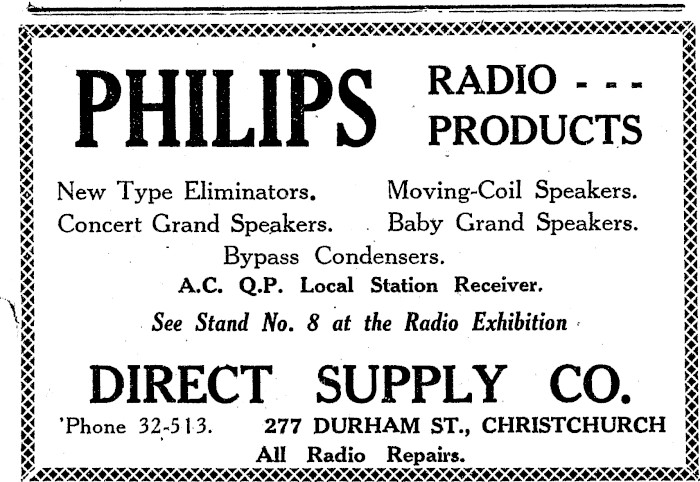 PHILIPS RADIO - - -
PRODUCTS
New Type Eliminators. Moving-Coil Speakers.
Concert Grand Speakers. Baby Grand Speakers.
Bypass Condensers.
A.C. Q.P. Local Station Receiver.
See Stand No. 8 at the Radio Exhibition
DIRECT SUPPLY CO.
'Phone 32-513. 277 DURHAM ST., CHRISTCHURCH
All Radio Repairs.